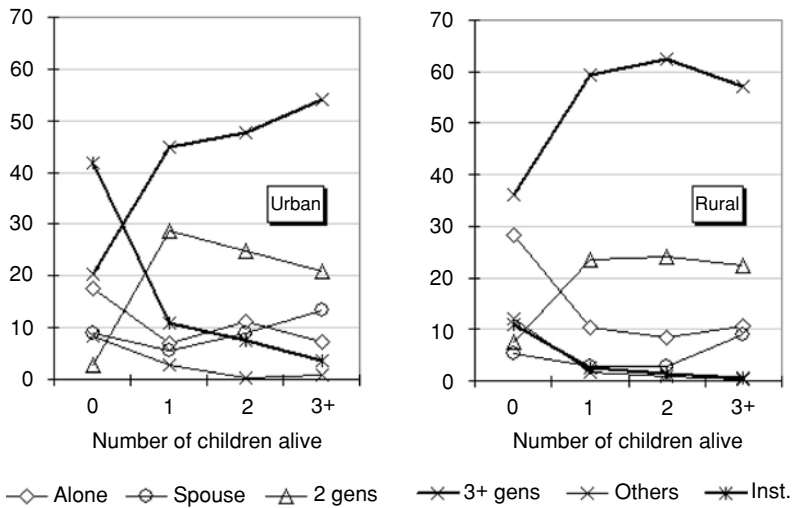 70
60
50
40
30
20
10
0
Urban
0 1 2 3+
Number of children alive
70
60
50
40
30
20
10
0
Rural
0 1 2 3+
Number of children alive
Alone Spouse 2 gens 3+ gens Others Inst.